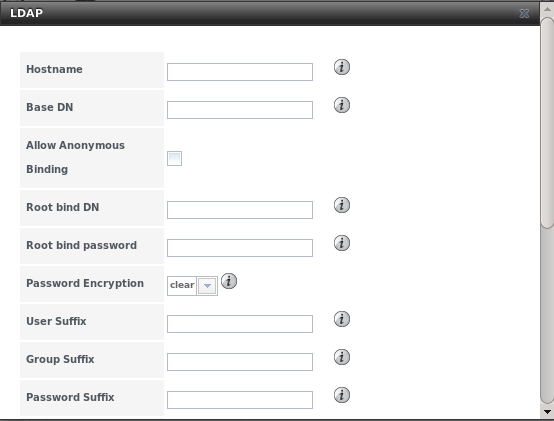 LDAP
Hostname
Base DN
Allow Anonymous
Binding
Root bind DN
Root bind password
Password Encryption clear
User Suffix
Group Suffix
Password Suffix